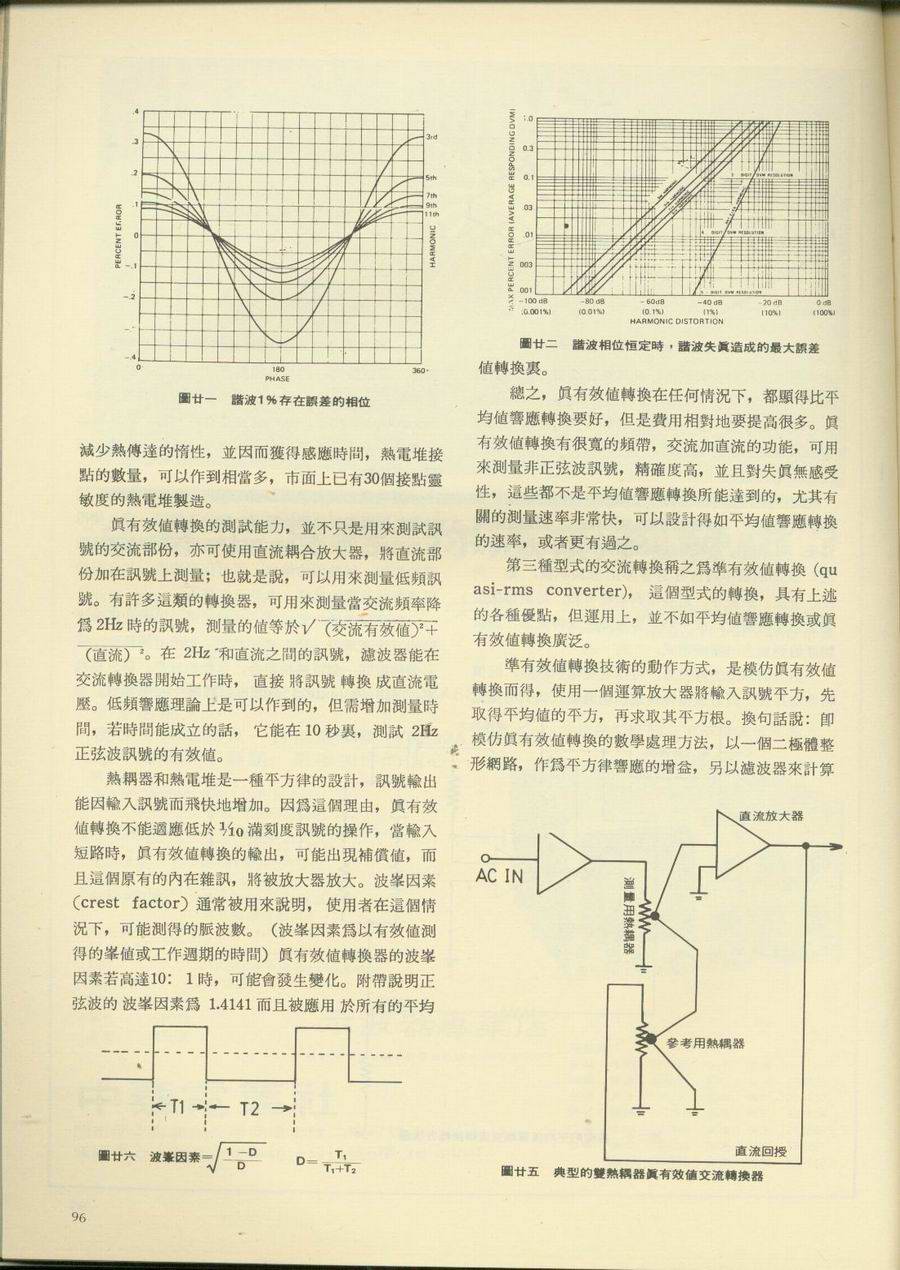 .4
.3
.2
.1
0
-.1
-.2
-.4
PERCENT ERROR
3rd
5th
7th
9th
11th
HARMONIC
0
180
360
PHASE
圖廿一 諧波1%存在誤差的相位
減少熱傳達的惰性，並因而獲得感應時間，熱電堆接
點的數量，可以作到相當多，市面上已有30個接點靈
敏度的熱電堆製造。
眞有效値轉換的測試能力，並不只是用來測試訊
號的交流部份，亦可使用直流耦合放大器，將直流部
份加在訊號上測量；也就是說，可以用來測量低頻訊
號。有許多這類的轉換器，可用來測量當交流頻率降
爲 2Hz 時的訊號，測量的值等於√(交流有效値)²＋
(直流)²。在 2Hz 和直流之間的訊號，濾波器能在
交流轉換器開始工作時， 直接 將訊號 轉換 成直流電
壓。低頻響應理論上是可以作到的，但需增加測量時
間，若時間能成立的話， 它能在 10 秒裏，測試 2Hz
正弦波訊號的有效値。
熱耦器和熱電堆是一種平方律的設計，訊號輸出
能因輸入訊號而飛快地增加。因爲這個理由，眞有效
値轉換不能適應低於 1/10 滿刻度訊號的操作，當輸入
短路時，眞有效値轉換的輸出，可能出現補償値，而
且這個原有的內在雜訊，將被放大器放大。波峯因素
(crest factor) 通常被用來說明， 使用者在這個情
況下，可能測得的脈波數。（波峯因素爲以有效値測
得的峯値或工作週期的時間）眞有效値轉換器的波峯
因素若高達10： 1 時，可能會發生變化。附帶說明正
弦波的 波峯因素爲 1.4141 而且被應用 於所有的平均
T1 T2
圖廿六 波峯因素=√(1-D)/D D=T₁/(T₁+T₂)
96
MAX PERCENT ERROR (AVERAGE RESPONDING DVM)
0.3
0.1
.03
.01
003
001
3 DIGIT DVM RESOLUTION
4 DIGIT DVM RESOLUTION
5 DIGIT DVM RESOLUTION
-100 dB -80 dB -60dB -40 dB -20 dB 0 dB
(0.001%) (0.01%) (0.1%) (1%) (10%) (100%)
HARMONIC DISTORTION
圖廿二 諧波相位恒定時，諧波失眞造成的最大誤差
値轉換裏。
總之，眞有效値轉換在任何情況下，都顯得比平
均値響應轉換要好，但是費用相對地要提高很多。眞
有效値轉換有很寬的頻帶，交流加直流的功能，可用
來測量非正弦波訊號，精確度高，並且對失眞無感受
性，這些都不是平均値響應轉換所能達到的，尤其有
關的測量速率非常快，可以設計得如平均値響應轉換
的速率，或者更有過之。
第三種型式的交流轉換稱之爲準有效値轉換 (qu
asi-rms converter)， 這個型式的轉換，具有上述
的各種優點，但運用上，並不如平均値響應轉換或眞
有效値轉換廣泛。
準有效値轉換技術的動作方式，是模仿眞有效値
轉換而得，使用一個運算放大器將輸入訊號平方，先
取得平均値的平方，再求取其平方根。換句話說：卽
模仿眞有效値轉換的數學處理方法，以一個二極體整
形網路，作爲平方律響應的增益，另以濾波器來計算
直流放大器
AC IN
測量用熱耦器
參考用熱耦器
直流回授
圖廿五 典型的雙熱耦器眞有效値交流轉換器